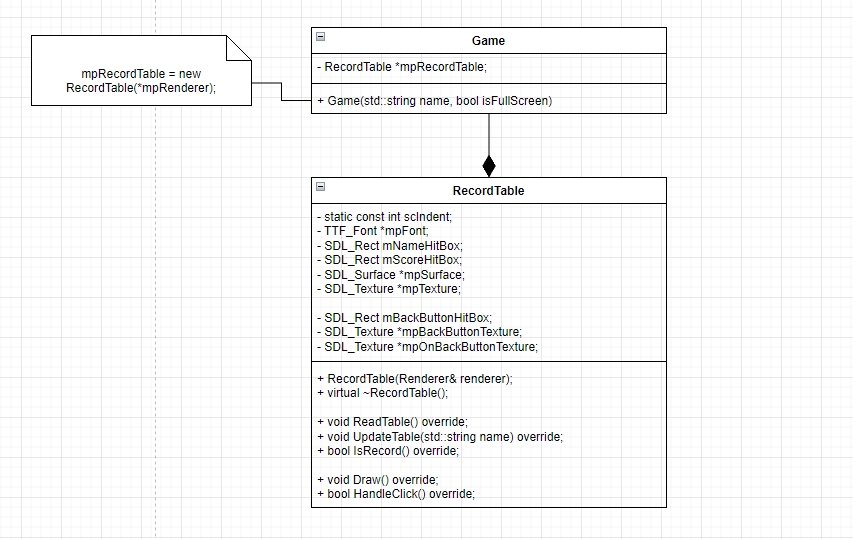 Game
- RecordTable *mpRecordTable;
+ Game(std::string name, bool isFullScreen)
mpRecordTable = new
RecordTable(*mpRenderer);
RecordTable
- static const int scIndent;
- TTF_Font *mpFont;
- SDL_Rect mNameHitBox;
- SDL_Rect mScoreHitBox;
- SDL_Surface *mpSurface;
- SDL_Texture *mpTexture;
- SDL_Rect mBackButtonHitBox;
- SDL_Texture *mpBackButtonTexture;
- SDL_Texture *mpOnBackButtonTexture;
+ RecordTable(Renderer& renderer);
+ virtual ~RecordTable();
+ void ReadTable() override;
+ void UpdateTable(std::string name) override;
+ bool IsRecord() override;
+ void Draw() override;
+ bool HandleClick() override;